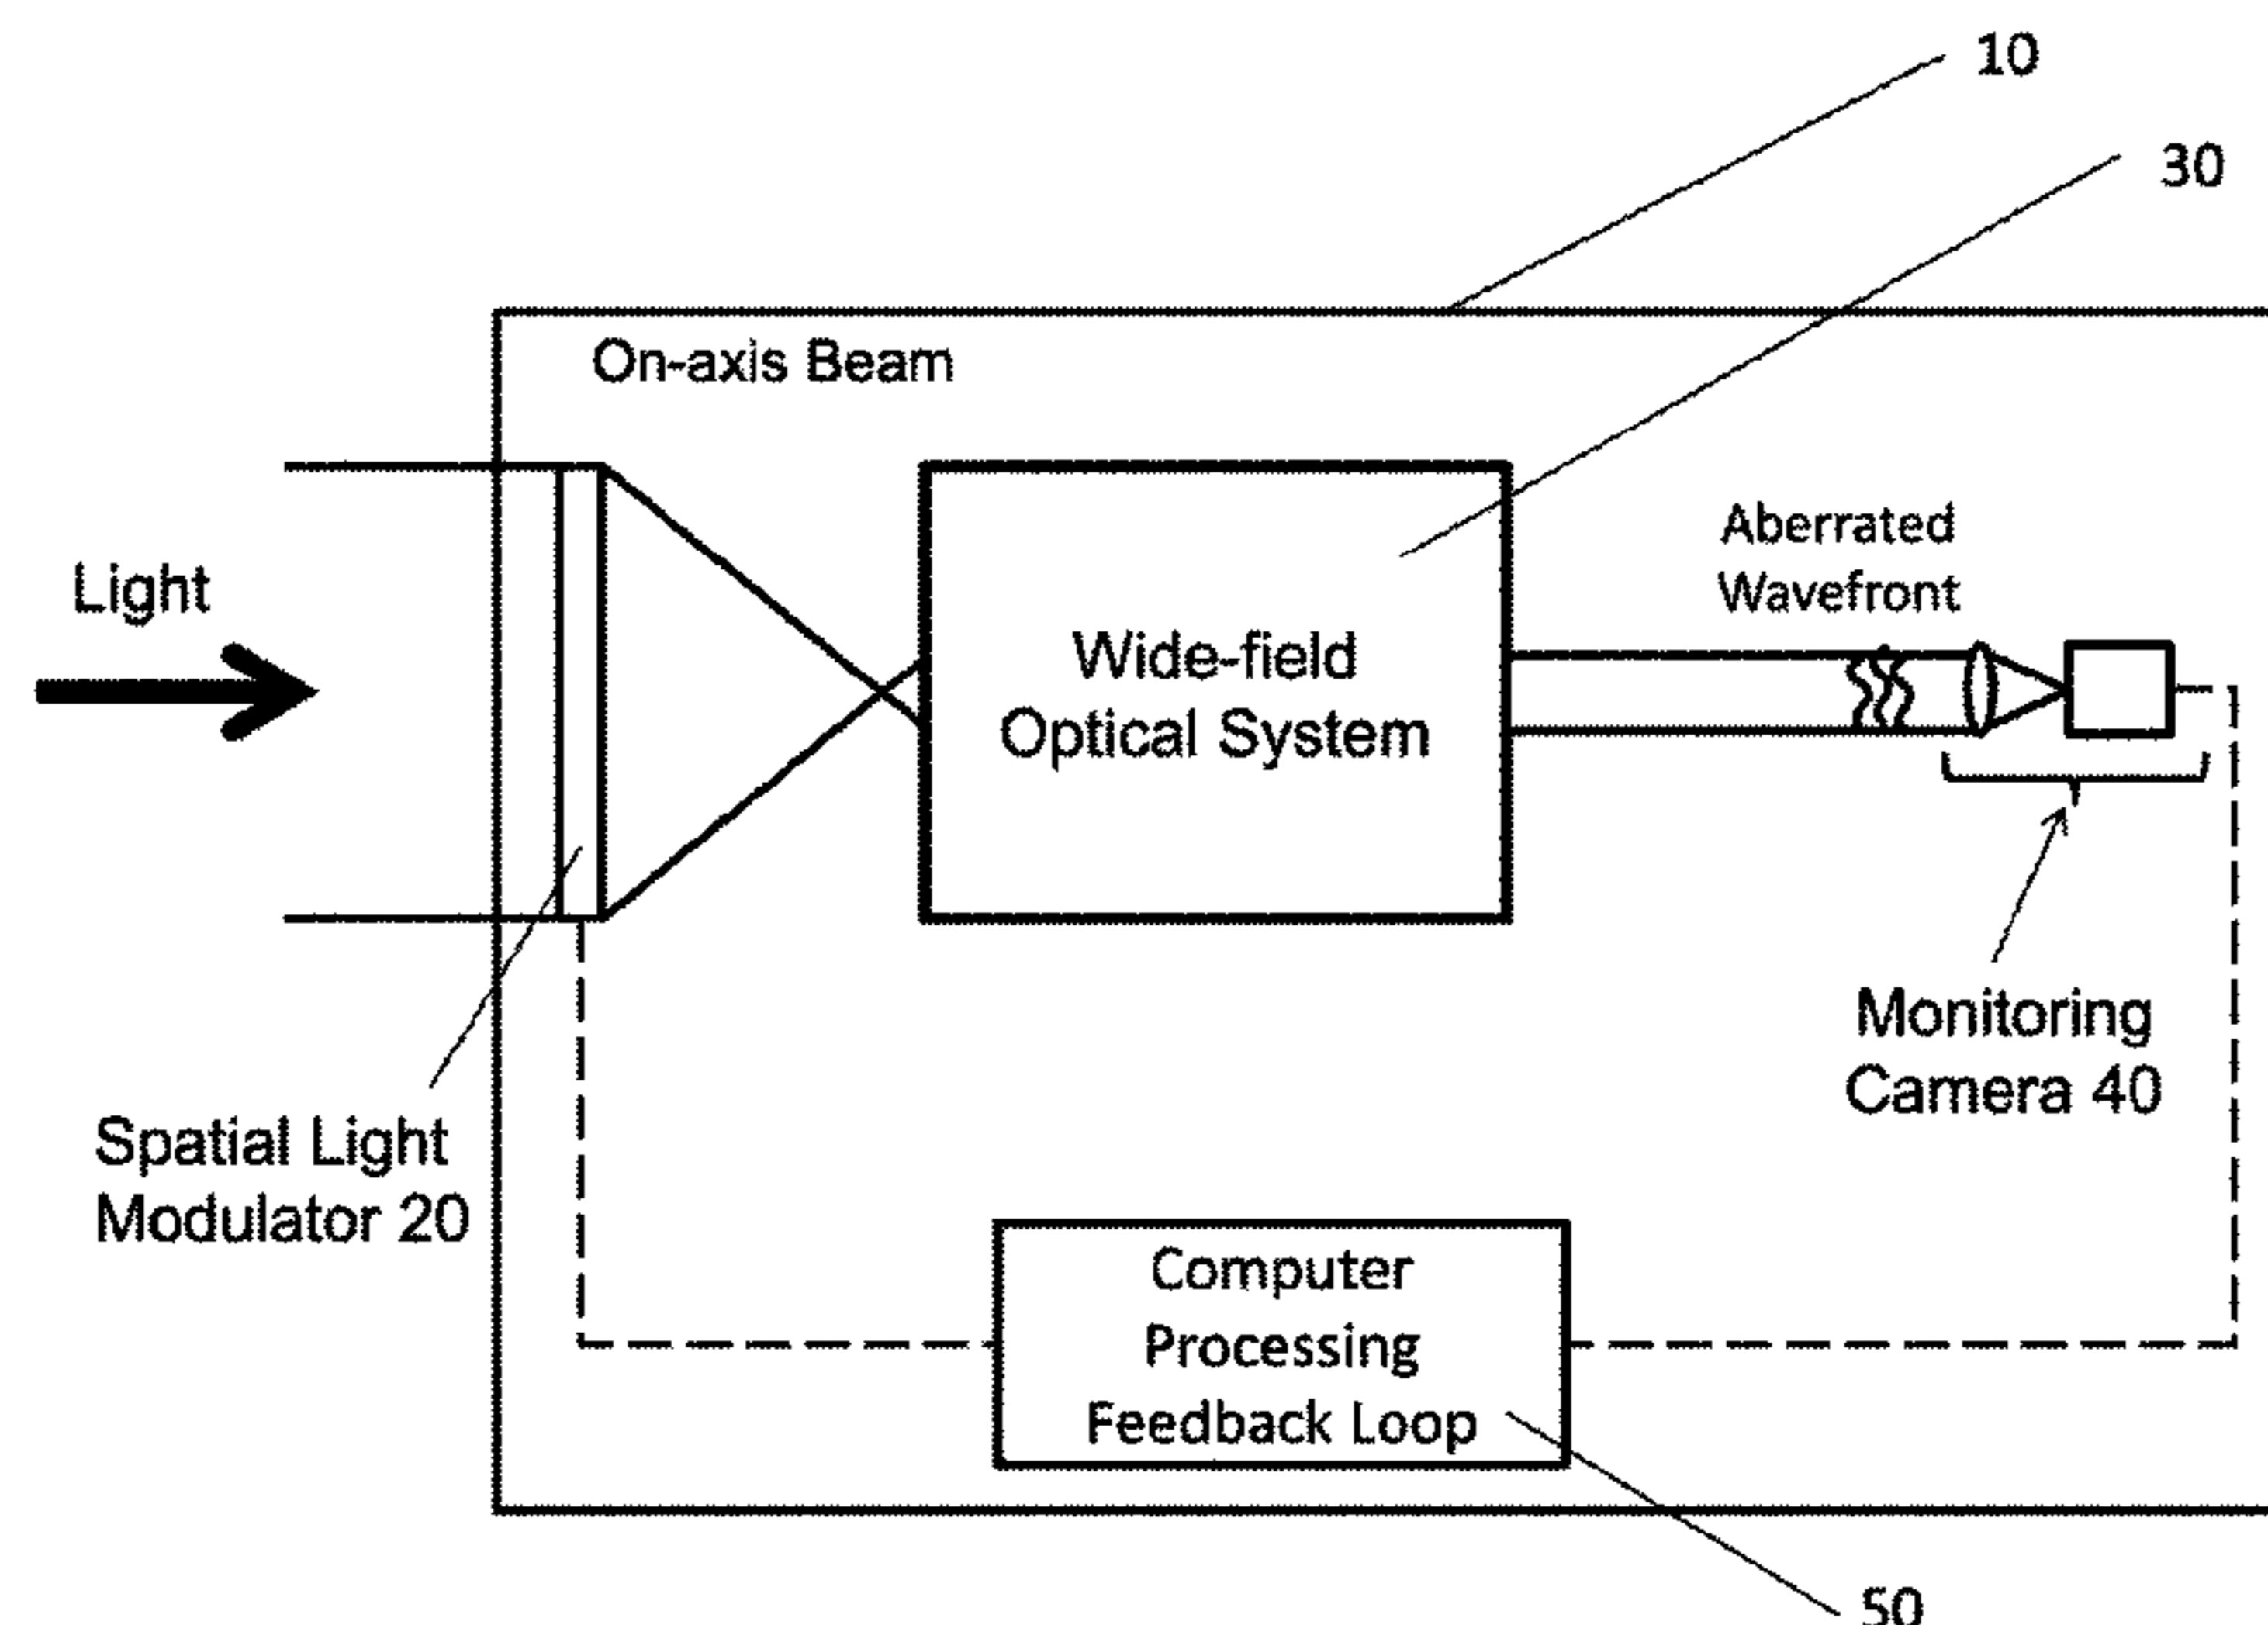 10
30
On-axis Beam
Light
Aberrated
Wavefront
Wide-field
Optical System
Monitoring
Camera 40
Spatial Light
Modulator 20
Computer
Processing
Feedback Loop
50